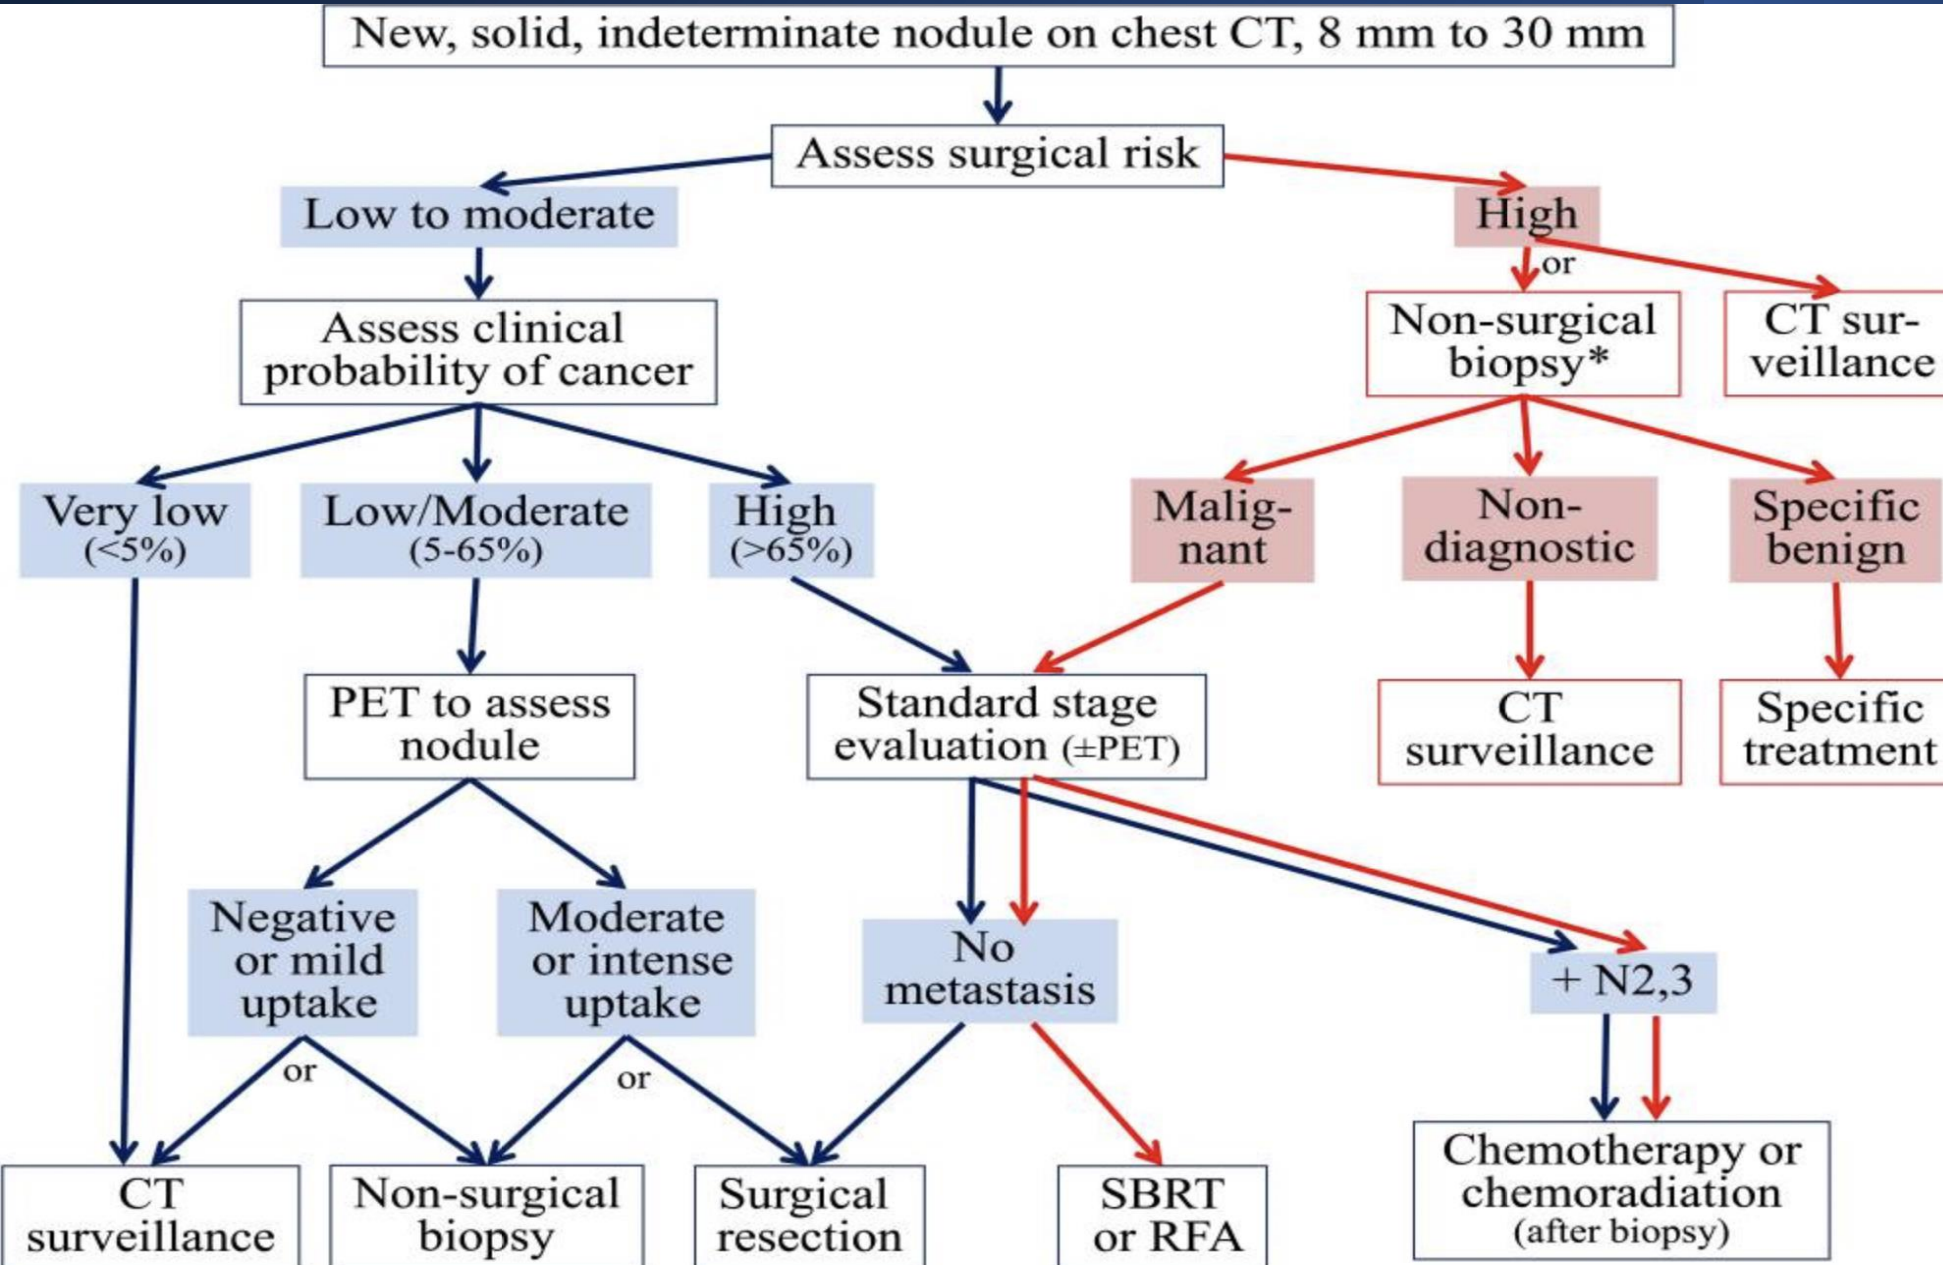 New, solid, indeterminate nodule on chest CT, 8 mm to 30 mm
Assess surgical risk
Low to moderate
High
or
Assess clinical
probability of cancer
Non-surgical
biopsy*
CT sur-
veillance
Very low
(<5%)
Low/Moderate
(5-65%)
High
(>65%)
Malig-
nant
Non-
diagnostic
Specific
benign
PET to assess
nodule
Standard stage
evaluation (±PET)
CT
surveillance
Specific
treatment
Negative
or mild
uptake
Moderate
or intense
uptake
No
metastasis
+ N2,3
or
or
CT
surveillance
Non-surgical
biopsy
Surgical
resection
SBRT
or RFA
Chemotherapy or
chemoradiation
(after biopsy)